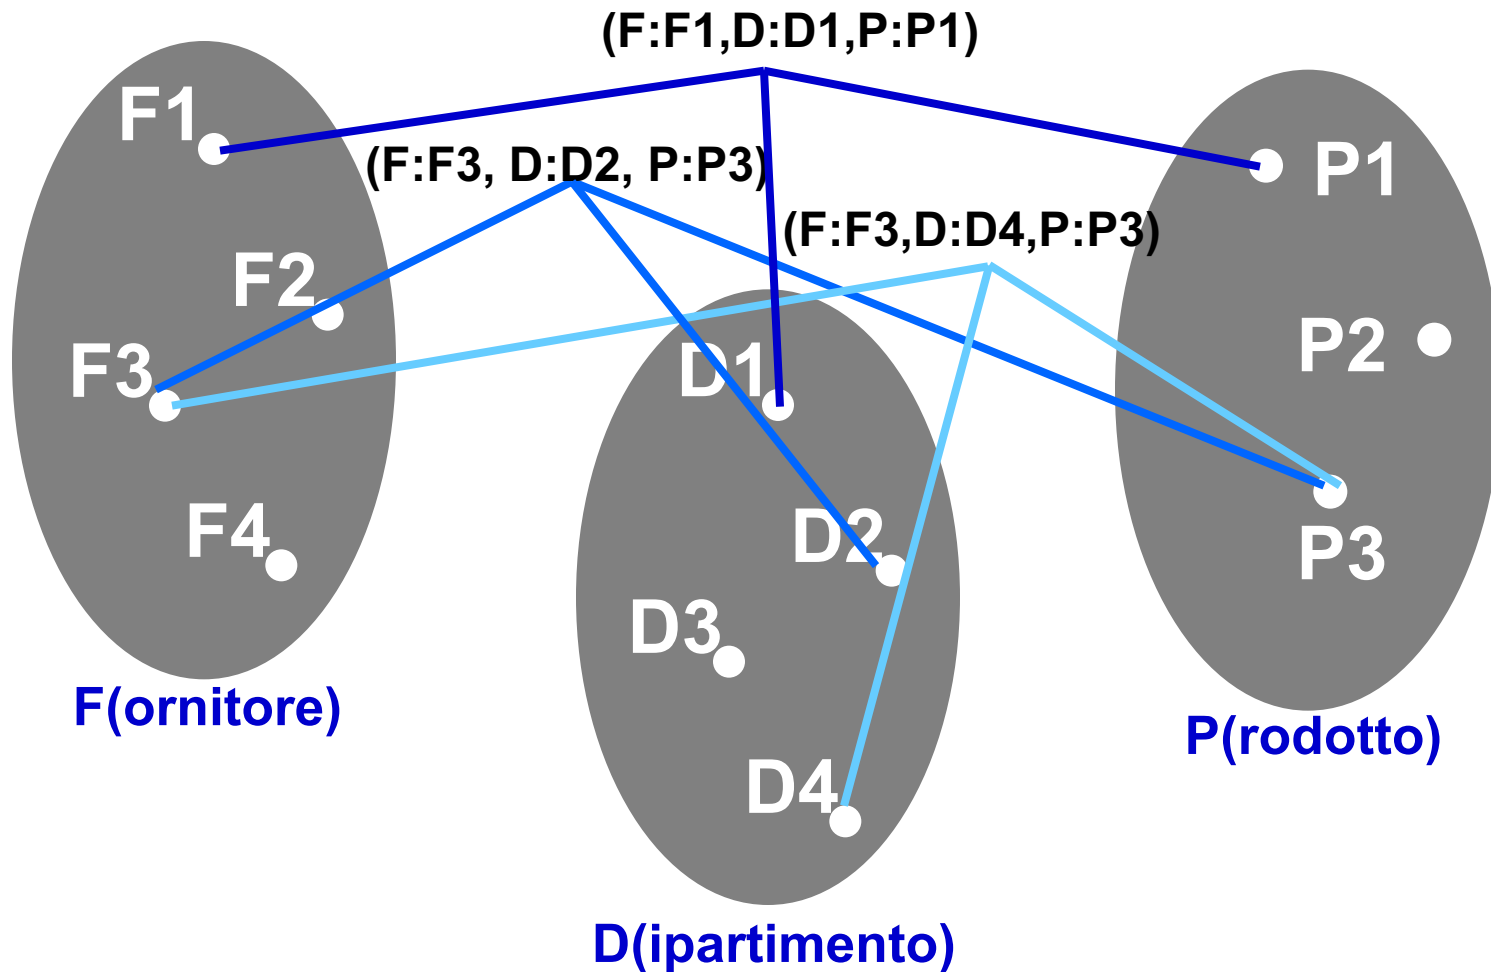 (F:F1,D:D1,P:P1)
F1
(F:F3, D:D2, P:P3)
P1
(F:F3,D:D4,P:P3)
F2
F3
D1
P2
F4
D2
P3
D3
F(ornitore)
P(rodotto)
D4
D(ipartimento)